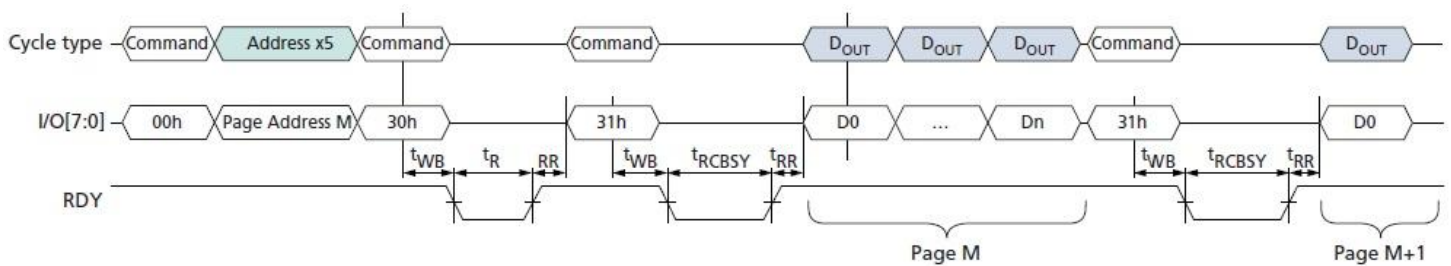 Cycle type Command Address x5 Command Command DOUT DOUT DOUT Command DOUT
I/O[7:0] 00h Page Address M 30h 31h D0 ... Dn 31h D0
tWB tR RR tWB tRCBSY tRR tWB tRCBSY tRR
RDY
Page M Page M+1